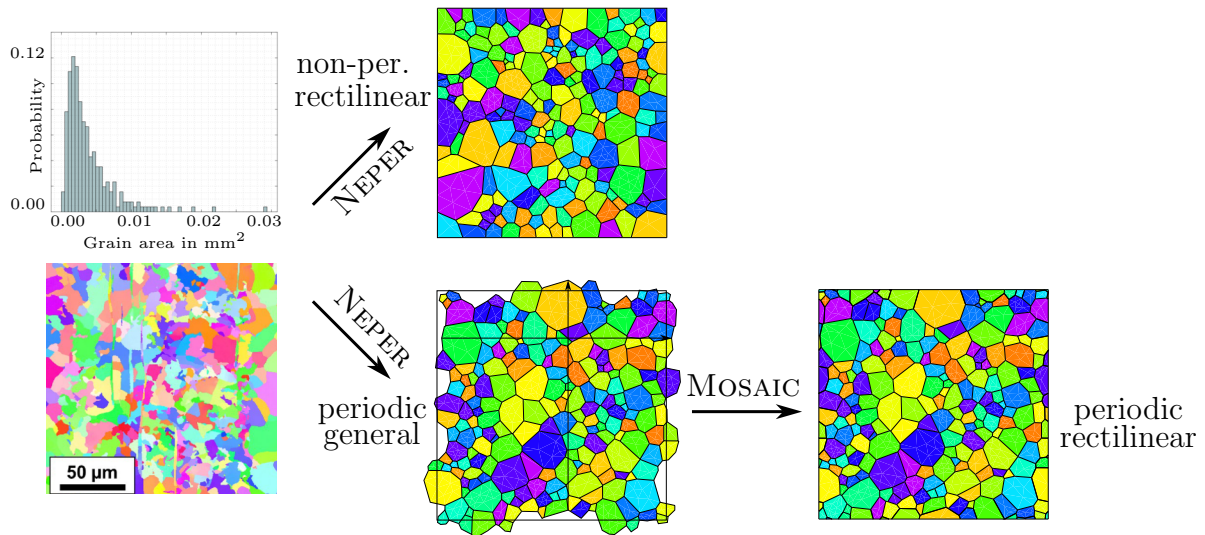 0.12
Probability
0.00
0.00 0.01 0.02 0.03
Grain area in mm²
non-per.
rectilinear
NEPER
50 µm
NEPER
periodic
general
MOSAIC
periodic
rectilinear